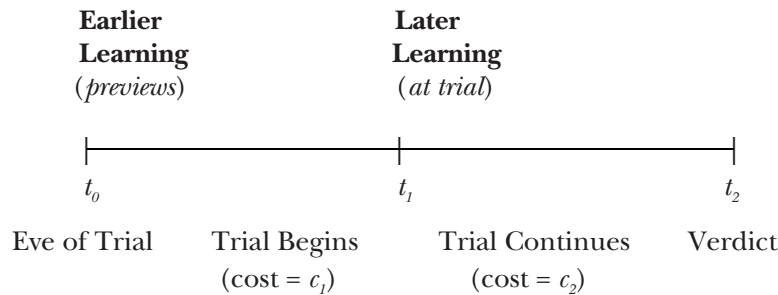 Earlier Later
Learning Learning
(previews) (at trial)
t0 t1 t2
Eve of Trial Trial Begins Trial Continues Verdict
(cost = c1) (cost = c2)